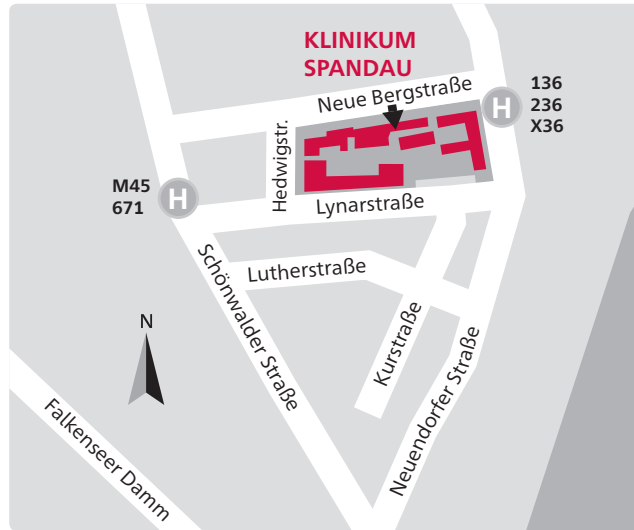 KLINIKUM
SPANDAU
Neue Bergstraße
H
136
236
X36
Hedwigstr.
M45
671
H
Lynarstraße
Schönwalder Straße
Lutherstraße
Kurstraße
Neuendorfer Straße
N
Falkenseer Damm